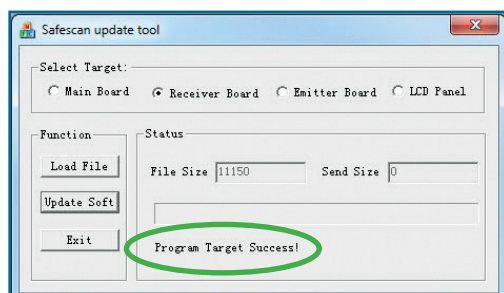 Safescan update tool
Select Target:
Main Board Receiver Board Emitter Board LCD Panel
Function
Status
Load File
File Size 11150 Send Size 0
Update Soft
Exit
Program Target Success!